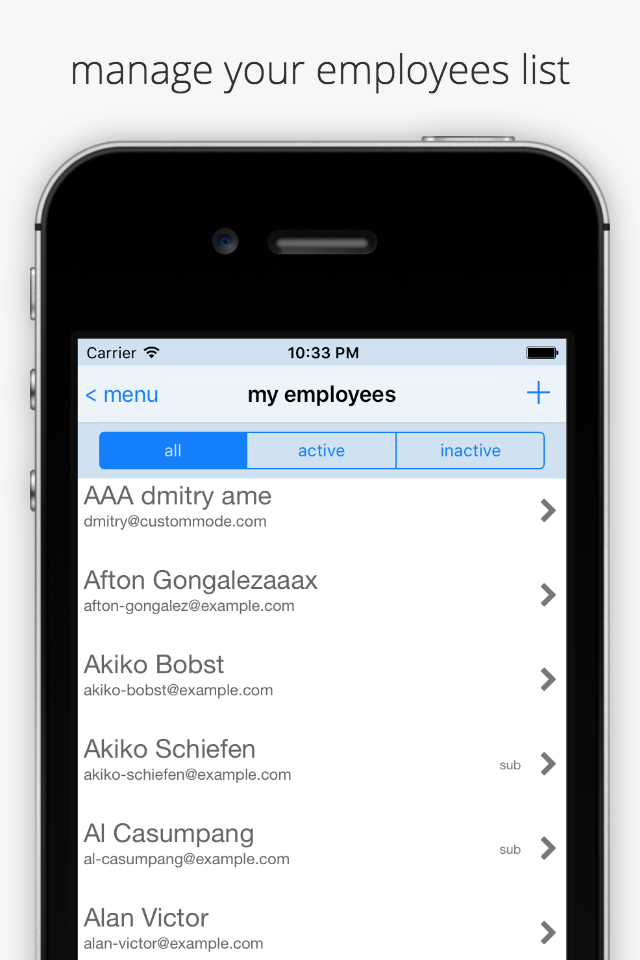 manage your employees list
Carrier 10:33 PM
< menu my employees +
all active inactive
AAA dmitry ame
dmitry@custommode.com
Afton Gongalezaaax
afton-gongalez@example.com
Akiko Bobst
akiko-bobst@example.com
Akiko Schiefen
akiko-schiefen@example.com
sub
Al Casumpang
al-casumpang@example.com
sub
Alan Victor
alan-victor@example.com